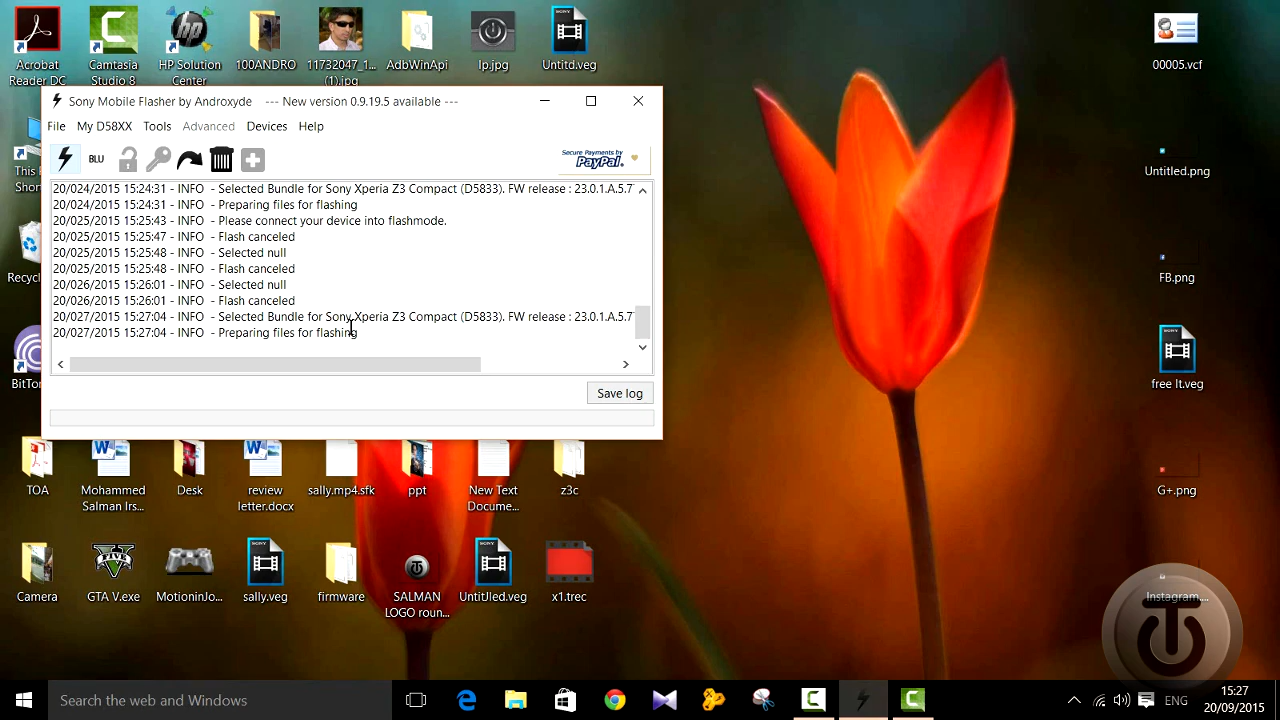 Acrobat
Reader DC
Camtasia
Studio 8
HP Solution
Center
100ANDRO
11732047_1...
(1).jpg
AdbWinApi
Ip.jpg
Untitd.veg
00005.vcf
Sony Mobile Flasher by Androxyde --- New version 0.9.19.5 available ---
File My D58XX Tools Advanced Devices Help
BLU
Secure Payments by
PayPal
20/024/2015 15:24:31 - INFO - Selected Bundle for Sony Xperia Z3 Compact (D5833). FW release : 23.0.1.A.5.7
20/024/2015 15:24:31 - INFO - Preparing files for flashing
20/025/2015 15:25:43 - INFO - Please connect your device into flashmode.
20/025/2015 15:25:47 - INFO - Flash canceled
20/025/2015 15:25:48 - INFO - Selected null
20/025/2015 15:25:48 - INFO - Flash canceled
20/026/2015 15:26:01 - INFO - Selected null
20/026/2015 15:26:01 - INFO - Flash canceled
20/027/2015 15:27:04 - INFO - Selected Bundle for Sony Xperia Z3 Compact (D5833). FW release : 23.0.1.A.5.7
20/027/2015 15:27:04 - INFO - Preparing files for flashing
Save log
This P
Short
Recyc
BitTor
Untitled.png
FB.png
free It.veg
G+.png
Instagram....
TOA
Mohammed
Salman Irs...
Desk
review
letter.docx
sally.mp4.sfk
ppt
New Text
Docume...
z3c
Camera
GTA V.exe
MotioninJo...
sally.veg
firmware
SALMAN
LOGO roun...
UntitJled.veg
x1.trec
Search the web and Windows
ENG
15:27
20/09/2015